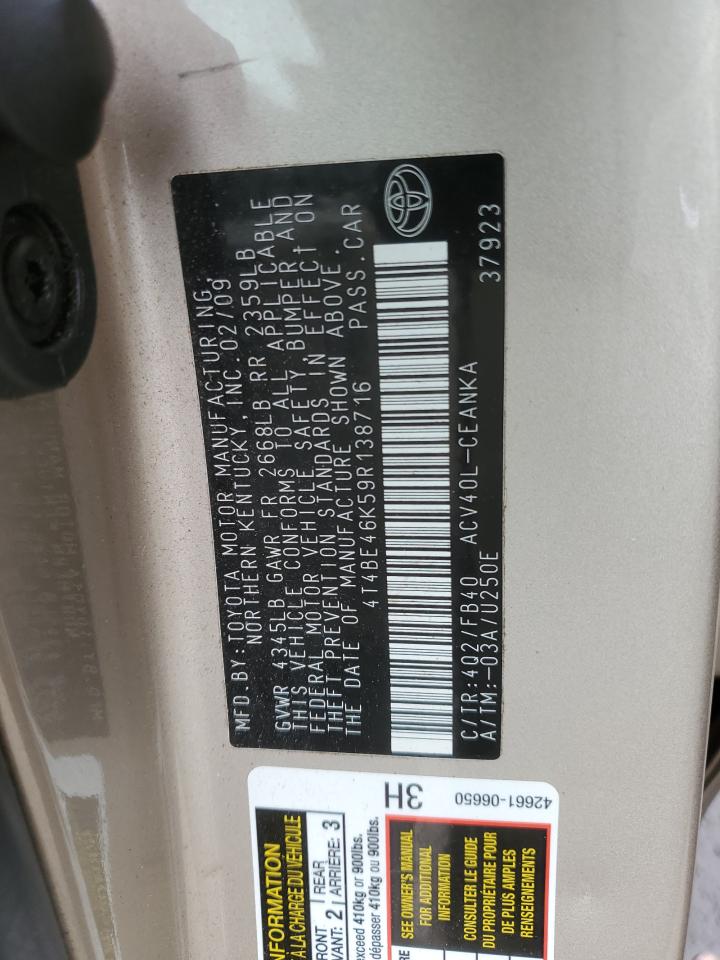 MFD.BY:TOYOTA MOTOR MANUFACTURING,
NORTHERN KENTUCKY, INC.02/09
GVWR 4345LB GAWR FR 2668LB RR 2359LB
THIS VEHICLE CONFORMS TO ALL APPLICABLE
FEDERAL MOTOR VEHICLE SAFETY, BUMPER AND
THEFT PREVENTION STANDARDS IN EFFECT ON
THE DATE OF MANUFACTURE SHOWN ABOVE.
4T4BE46K59R138716 PASS.CAR
C/TR:4Q2/FB40 ACV40L-CEANKA
A/TM:-03A/U250E 37923
INFORMATION
À LA CHARGE DU VÉHICULE
FRONT REAR
AVANT: 2 ARRIÈRE: 3
exceed 410kg or 900lbs.
dépasser 410kg ou 900lbs.
3H
SEE OWNER'S MANUAL
FOR ADDITIONAL
INFORMATION
CONSULTER LE GUIDE
DU PROPRIÉTAIRE POUR
DE PLUS AMPLES
RENSEIGNEMENTS
42661-06650